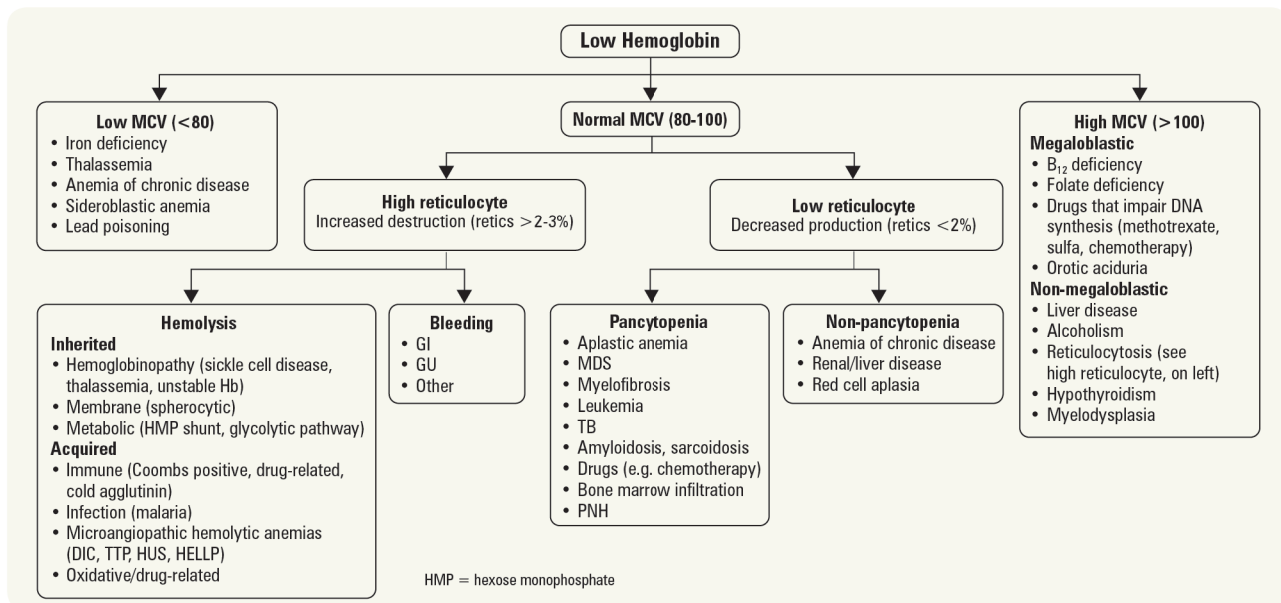 Low Hemoglobin
Low MCV (<80)
• Iron deficiency
• Thalassemia
• Anemia of chronic disease
• Sideroblastic anemia
• Lead poisoning
Normal MCV (80-100)
High reticulocyte
Increased destruction (retics >2-3%)
Low reticulocyte
Decreased production (retics <2%)
Hemolysis
Inherited
• Hemoglobinopathy (sickle cell disease,
thalassemia, unstable Hb)
• Membrane (spherocytic)
• Metabolic (HMP shunt, glycolytic pathway)
Acquired
• Immune (Coombs positive, drug-related,
cold agglutinin)
• Infection (malaria)
• Microangiopathic hemolytic anemias
(DIC, TTP, HUS, HELLP)
• Oxidative/drug-related
Bleeding
• GI
• GU
• Other
Pancytopenia
• Aplastic anemia
• MDS
• Myelofibrosis
• Leukemia
• TB
• Amyloidosis, sarcoidosis
• Drugs (e.g. chemotherapy)
• Bone marrow infiltration
• PNH
Non-pancytopenia
• Anemia of chronic disease
• Renal/liver disease
• Red cell aplasia
High MCV (>100)
Megaloblastic
• B₁₂ deficiency
• Folate deficiency
• Drugs that impair DNA
synthesis (methotrexate,
sulfa, chemotherapy)
• Orotic aciduria
Non-megaloblastic
• Liver disease
• Alcoholism
• Reticulocytosis (see
high reticulocyte, on left)
• Hypothyroidism
• Myelodysplasia
HMP = hexose monophosphate